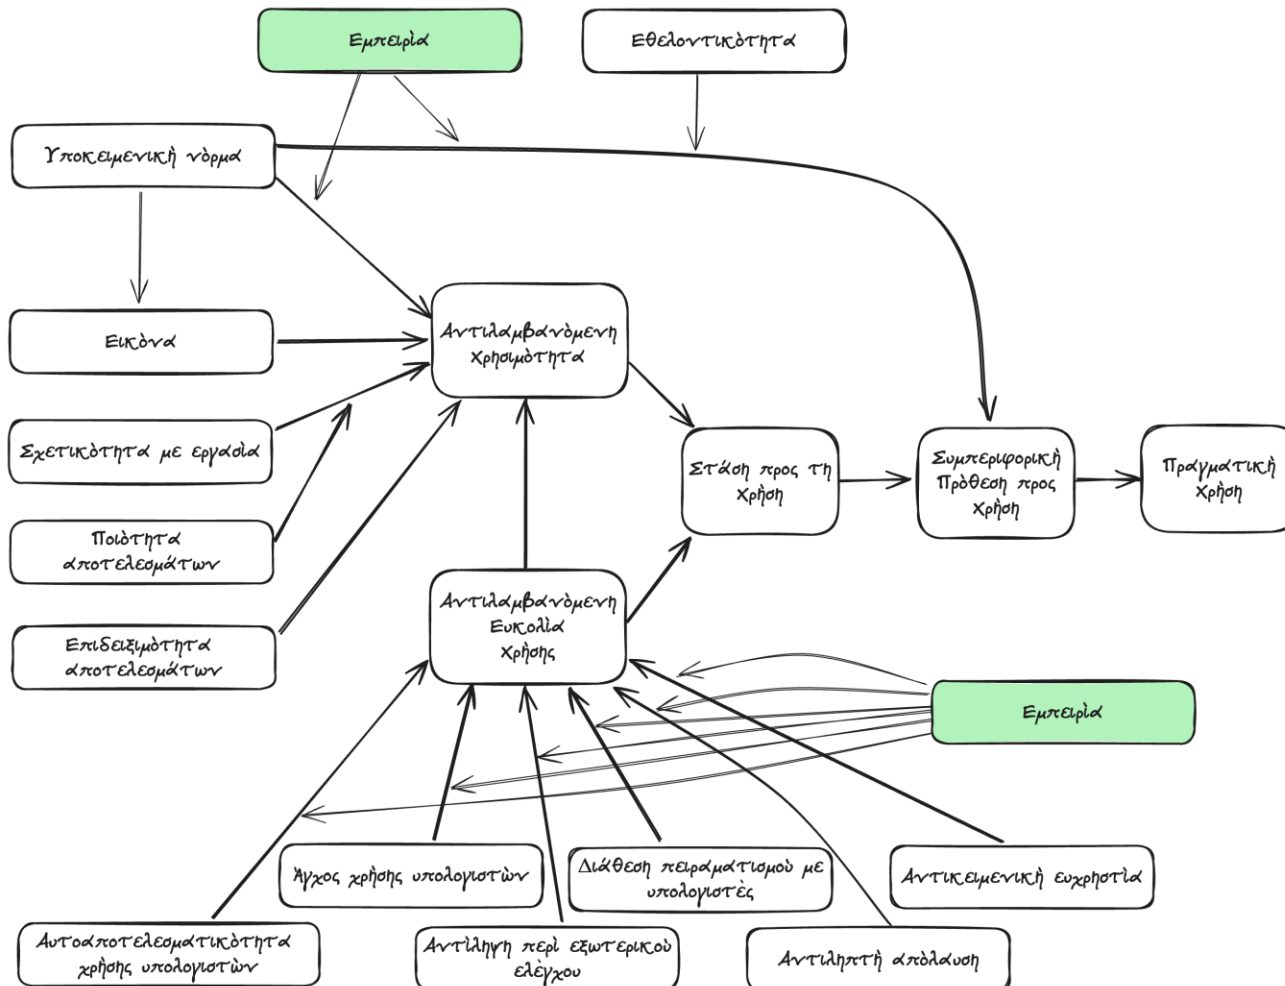 Εμπειρία
Εθελοντικότητα
Υποκειμενική νόρμα
Εικόνα
Αντιλαμβανόμενη
χρησιμότητα
Σχετικότητα με εργασία
Στάση προς τη
χρήση
Συμπεριφορική
Πρόθεση προς
χρήση
Πραγματική
χρήση
Ποιότητα
αποτελεσμάτων
Αντιλαμβανόμενη
Ευκολία
χρήσης
Επιδειξιμότητα
αποτελεσμάτων
Εμπειρία
Άγχος χρήσης υπολογιστών
Διάθεση πειραματισμού με
υπολογιστές
Αντικειμενική ευχρηστία
Αυτοαποτελεσματικότητα
χρήσης υπολογιστών
Αντίληψη περί εξωτερικού
ελέγχου
Αντιληπτή απόλαυση